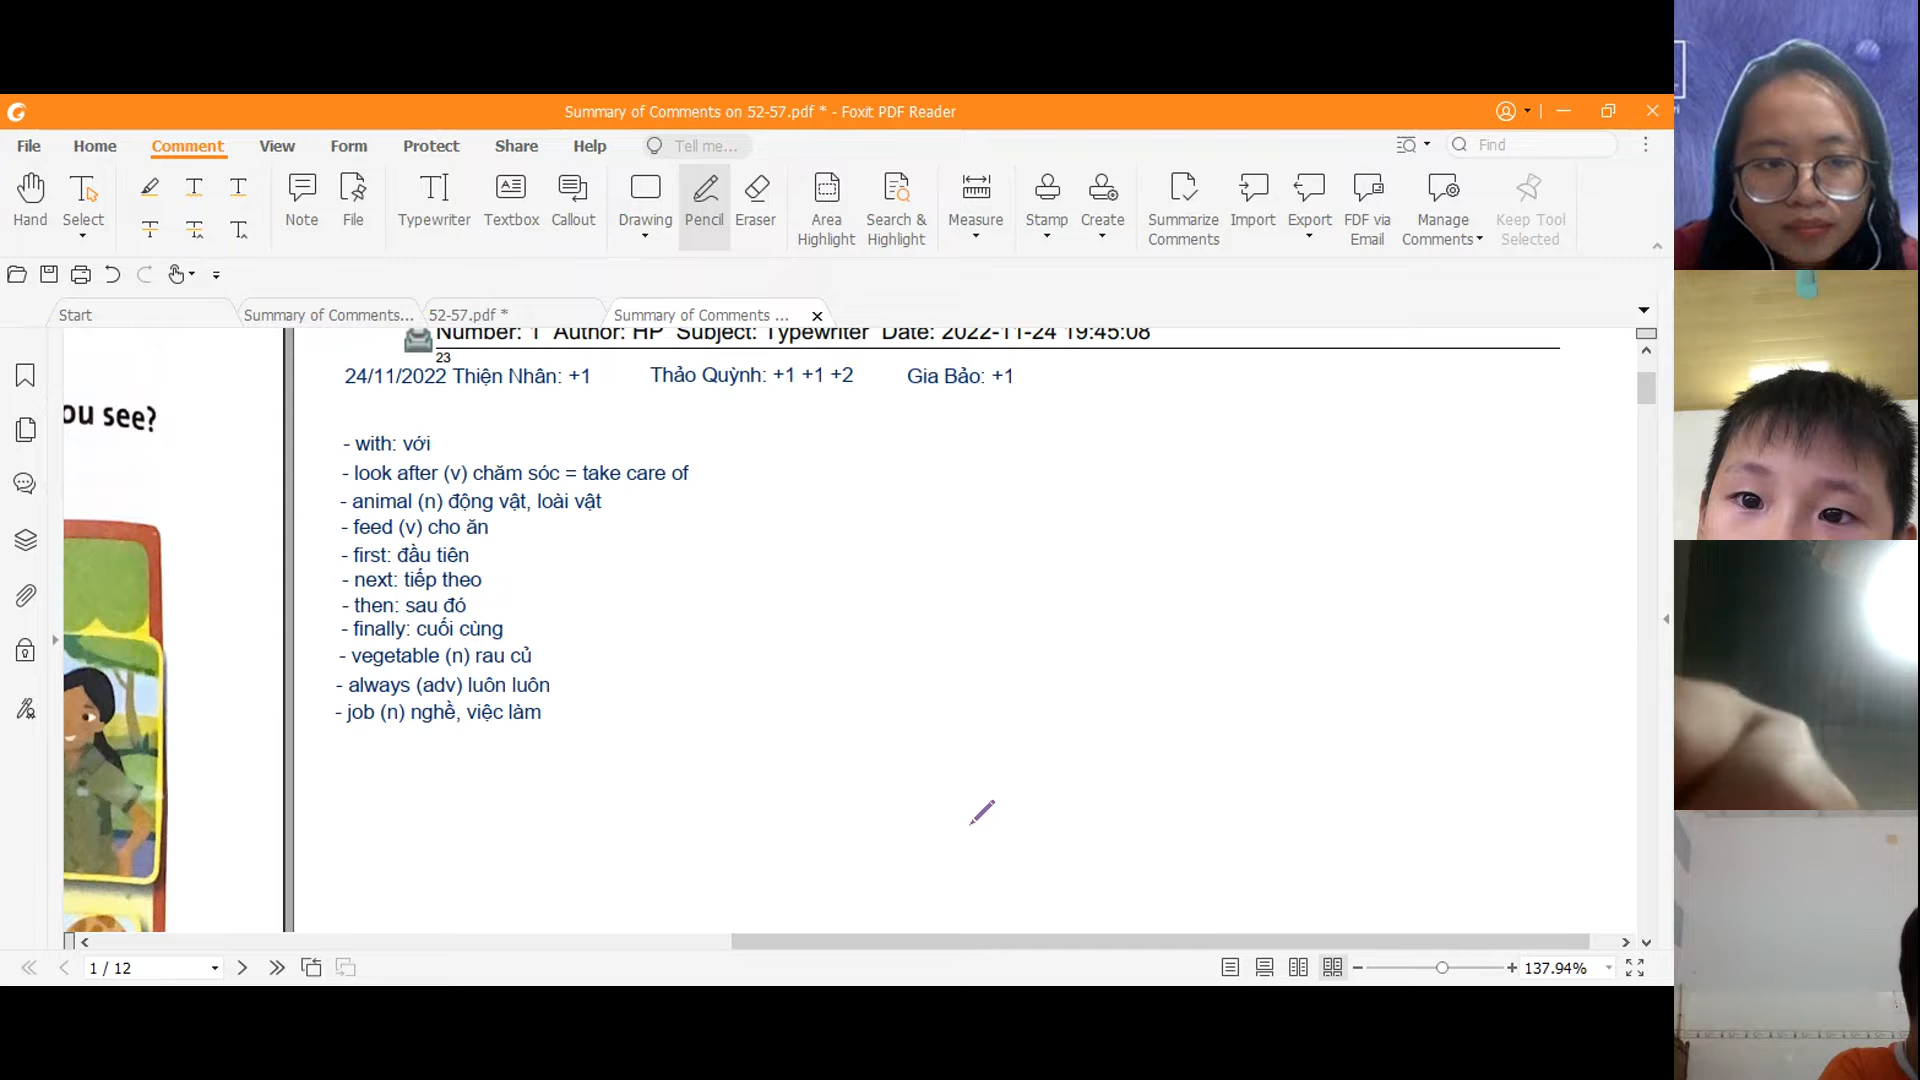 Summary of Comments on 52-57.pdf * - Foxit PDF Reader
File Home Comment View Form Protect Share Help Tell me... Find
Hand Select Note File Typewriter Textbox Callout Drawing Pencil Eraser Area Highlight Search & Highlight Measure Stamp Create Summarize Comments Import Export FDF via Email Manage Comments Keep Tool Selected
Start Summary of Comments... 52-57.pdf * Summary of Comments ...
Number: 1 Author: HP Subject: Typewriter Date: 2022-11-24 19:45:08
23
24/11/2022 Thiện Nhân: +1 Thảo Quỳnh: +1 +1 +2 Gia Bảo: +1
ou see?
- with: với
- look after (v) chăm sóc = take care of
- animal (n) động vật, loài vật
- feed (v) cho ăn
- first: đầu tiên
- next: tiếp theo
- then: sau đó
- finally: cuối cùng
- vegetable (n) rau củ
- always (adv) luôn luôn
- job (n) nghề, việc làm
1 / 12 137.94%